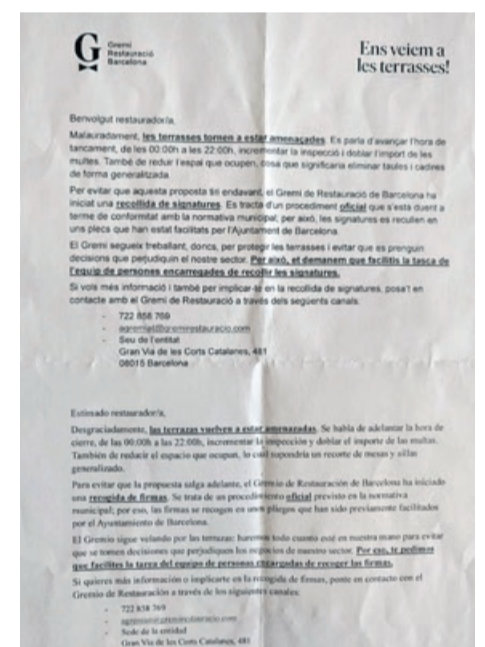 G
Gremi
Restauració
Barcelona
Ens veiem a
les terrasses!
Benvolgut restaurador/a,
Malauradament, les terrasses tornen a estar amenaçades. Es parla d'avançar l'hora de
tancament, de les 00:00h a les 22:00h, incrementar la inspecció i doblar l'import de les
multes. També de reduir l'espai que ocupen, cosa que significaria eliminar taules i cadires
de forma generalitzada.
Per evitar que aquesta proposta tiri endavant, el Gremi de Restauració de Barcelona ha
iniciat una recollida de signatures. Es tracta d'un procediment oficial que s'està duent a
terme de conformitat amb la normativa municipal; per això, les signatures es recullen en
uns plecs que han estat facilitats per l'Ajuntament de Barcelona.
El Gremi segueix treballant, doncs, per protegir les terrasses i evitar que es prenguin
decisions que perjudiquin el nostre sector. Per això, et demanem que facilitis la tasca de
l'equip de persones encarregades de recollir les signatures.
Si vols més informació i també per implicar-te en la recollida de signatures, posa't en
contacte amb el Gremi de Restauració a través dels següents canals:
- 722 858 769
- Seu de l'entitat
Gran Via de les Corts Catalanes, 481
08015 Barcelona
Estimado restaurador/a,
Desgraciadamente, las terrazas vuelven a estar amenazadas. Se habla de adelantar la hora de
cierre, de las 00:00h a las 22:00h, incrementar la inspección y doblar el importe de las multas.
También de reducir el espacio que ocupan, lo cual supondría un recorte de mesas y sillas
generalizado.
Para evitar que la propuesta salga adelante, el Gremio de Restauración de Barcelona ha iniciado
una recogida de firmas. Se trata de un procedimiento oficial previsto en la normativa
municipal; por eso, las firmas se recogen en unos pliegos que han sido previamente facilitados
por el Ayuntamiento de Barcelona.
El Gremio sigue velando por las terrazas: haremos todo cuanto esté en nuestra mano para evitar
que se tomen decisiones que perjudiquen los negocios de nuestro sector. Por eso, te pedimos
que facilites la tarea del equipo de personas encargadas de recoger las firmas.
Si quieres más información o implicarte en la recogida de firmas, ponte en contacto con el
Gremio de Restauración a través de los siguientes canales:
- 722 858 769
- Sede de la entidad
Gran Via de les Corts Catalanes, 481